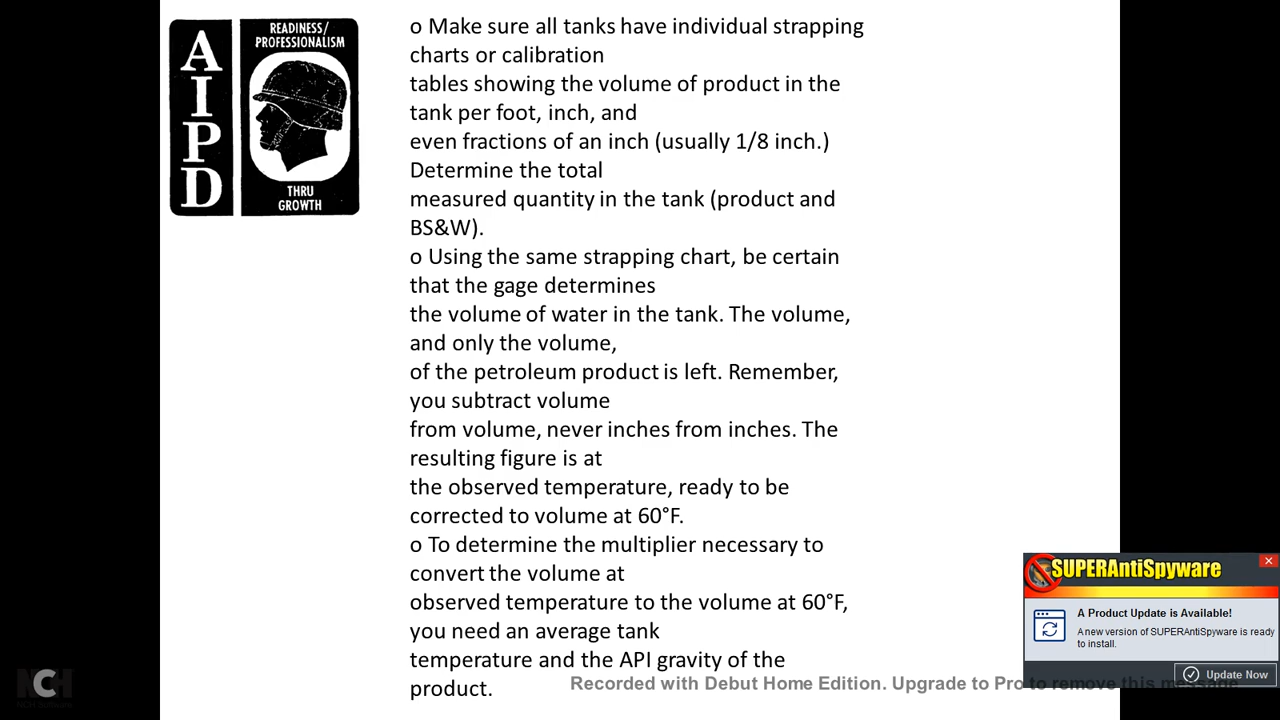 READINESS/
PROFESSIONALISM
AIPD
THRU
GROWTH
o Make sure all tanks have individual strapping
charts or calibration
tables showing the volume of product in the
tank per foot, inch, and
even fractions of an inch (usually 1/8 inch.)
Determine the total
measured quantity in the tank (product and
BS&W).
o Using the same strapping chart, be certain
that the gage determines
the volume of water in the tank. The volume,
and only the volume,
of the petroleum product is left. Remember,
you subtract volume
from volume, never inches from inches. The
resulting figure is at
the observed temperature, ready to be
corrected to volume at 60°F.
o To determine the multiplier necessary to
convert the volume at
observed temperature to the volume at 60°F,
you need an average tank
temperature and the API gravity of the
product.
SUPERAntiSpyware
A Product Update is Available!
A new version of SUPERAntiSpyware is ready
to install.
Update Now
NCH
NCH Software
Recorded with Debut Home Edition. Upgrade to Pro to remove this message